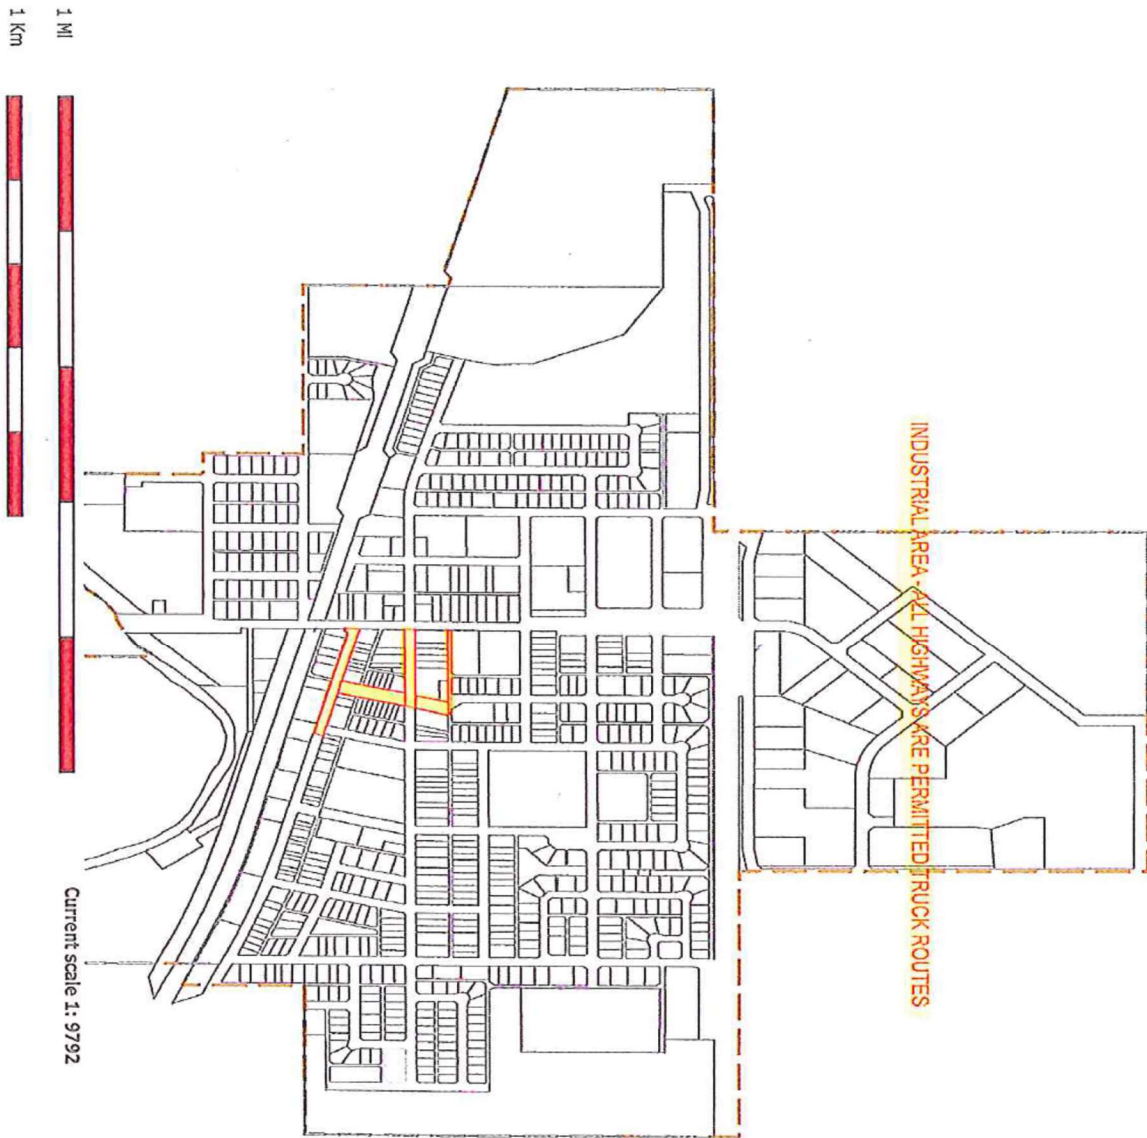 INDUSTRIAL AREA - ALL HIGHWAYS ARE PERMITTED TRUCK ROUTES
1 MI
1 Km
Current scale 1: 9792